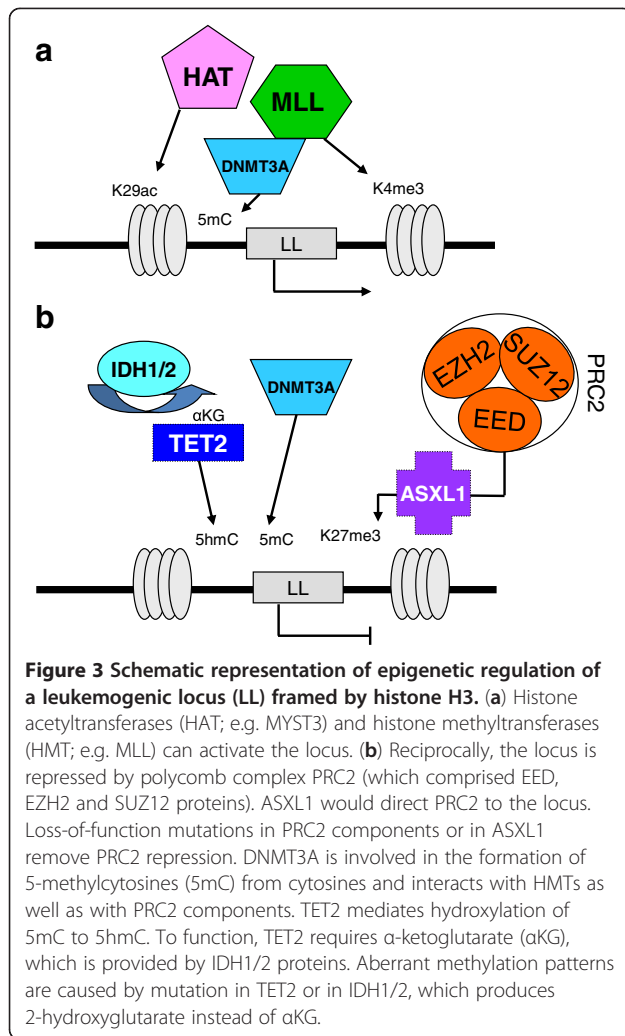 a
HAT
MLL
DNMT3A
K29ac
K4me3
5mC
LL
b
IDH1/2
DNMT3A
EZH2
SUZ12
PRC2
αKG
EED
TET2
ASXL1
5hmC
5mC
K27me3
LL
Figure 3 Schematic representation of epigenetic regulation of
a leukemogenic locus (LL) framed by histone H3. (a) Histone
acetyltransferases (HAT; e.g. MYST3) and histone methyltransferases
(HMT; e.g. MLL) can activate the locus. (b) Reciprocally, the locus is
repressed by polycomb complex PRC2 (which comprised EED,
EZH2 and SUZ12 proteins). ASXL1 would direct PRC2 to the locus.
Loss-of-function mutations in PRC2 components or in ASXL1
remove PRC2 repression. DNMT3A is involved in the formation of
5-methylcytosines (5mC) from cytosines and interacts with HMTs as
well as with PRC2 components. TET2 mediates hydroxylation of
5mC to 5hmC. To function, TET2 requires α-ketoglutarate (αKG),
which is provided by IDH1/2 proteins. Aberrant methylation patterns
are caused by mutation in TET2 or in IDH1/2, which produces
2-hydroxyglutarate instead of αKG.